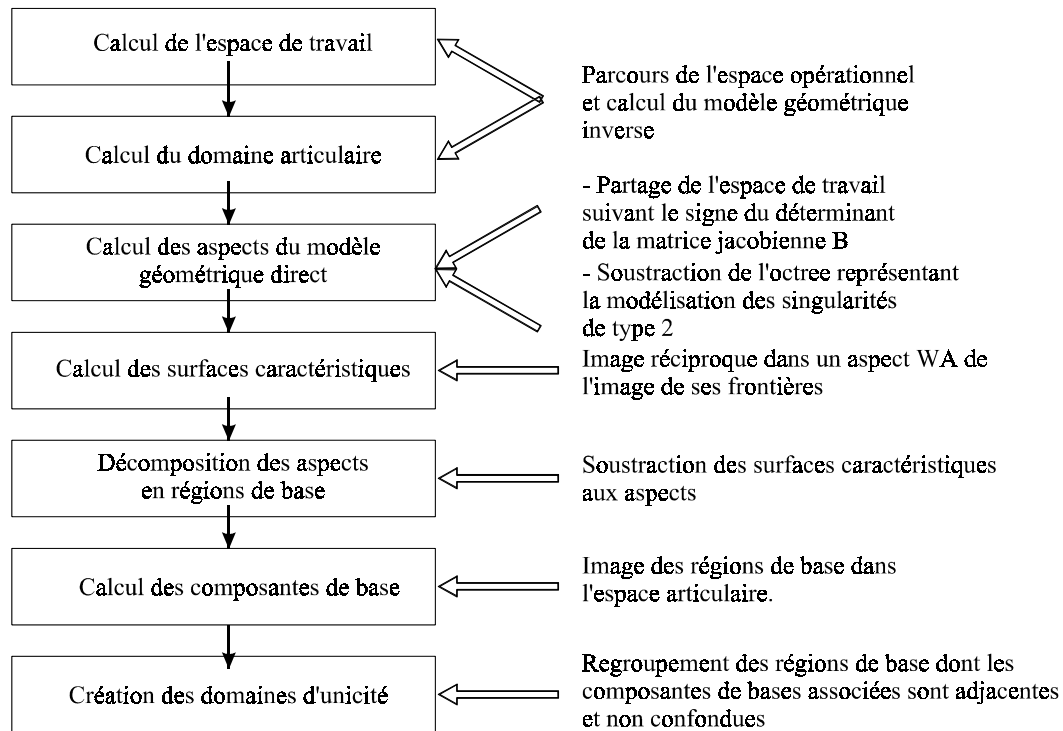 Calcul de l'espace de travail
Calcul du domaine articulaire
Parcours de l'espace opérationnel
et calcul du modèle géométrique
inverse
Calcul des aspects du modèle
géométrique direct
- Partage de l'espace de travail
suivant le signe du déterminant
de la matrice jacobienne B
- Soustraction de l'octree représentant
la modélisation des singularités
de type 2
Calcul des surfaces caractéristiques
Image réciproque dans un aspect WA de
l'image de ses frontières
Décomposition des aspects
en régions de base
Soustraction des surfaces caractéristiques
aux aspects
Calcul des composantes de base
Image des régions de base dans
l'espace articulaire.
Création des domaines d'unicité
Regroupement des régions de base dont les
composantes de bases associées sont adjacentes
et non confondues